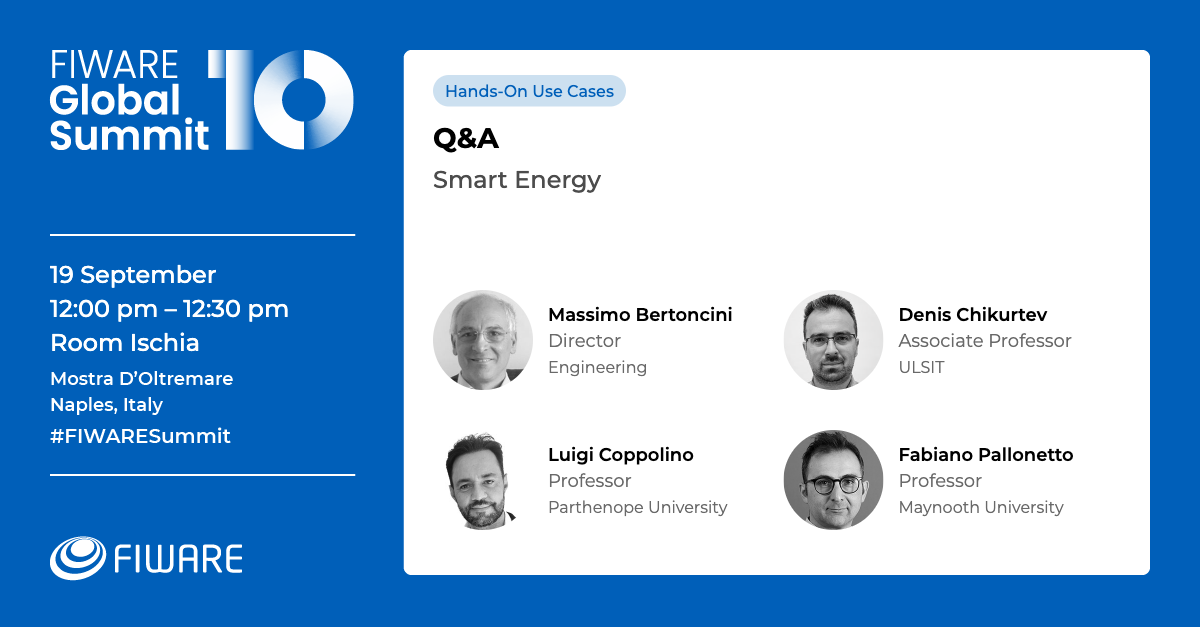 FIWARE
Global
Summit
10
19 September
12:00 pm – 12:30 pm
Room Ischia
Mostra D’Oltremare
Naples, Italy
#FIWARESummit
FIWARE
Hands-On Use Cases
Q&A
Smart Energy
Massimo Bertoncini
Director
Engineering
Denis Chikurtev
Associate Professor
ULSIT
Luigi Coppolino
Professor
Parthenope University
Fabiano Pallonetto
Professor
Maynooth University